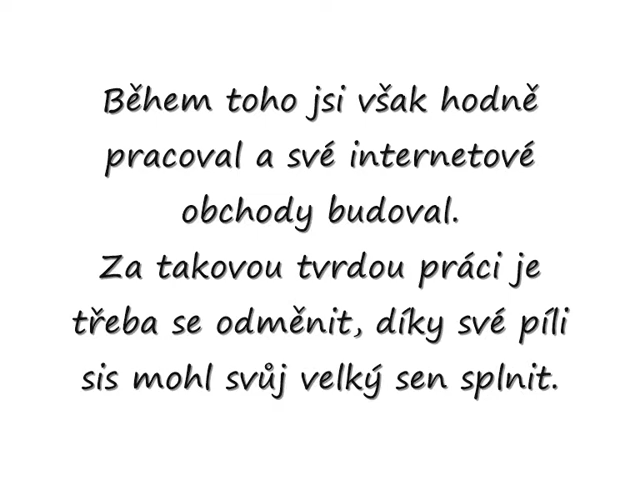 Během toho jsi však hodně
pracoval a své internetové
obchody budoval.
Za takovou tvrdou práci je
třeba se odměnit, díky své píli
sis mohl svůj velký sen splnit.